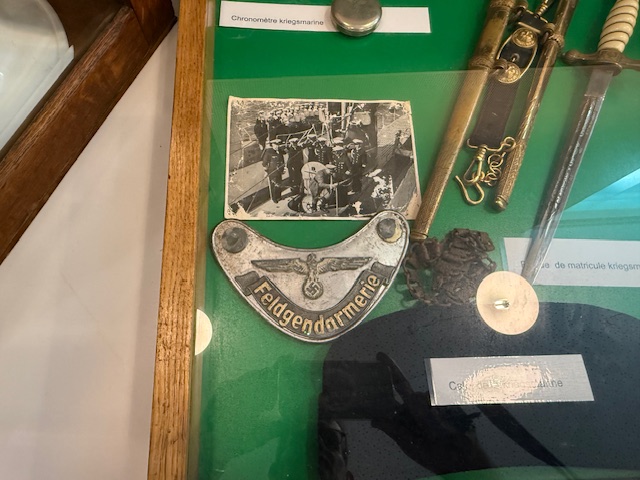 Chronomètre kriegsmarine
de matricule kriegsm
Feldgendarmerie